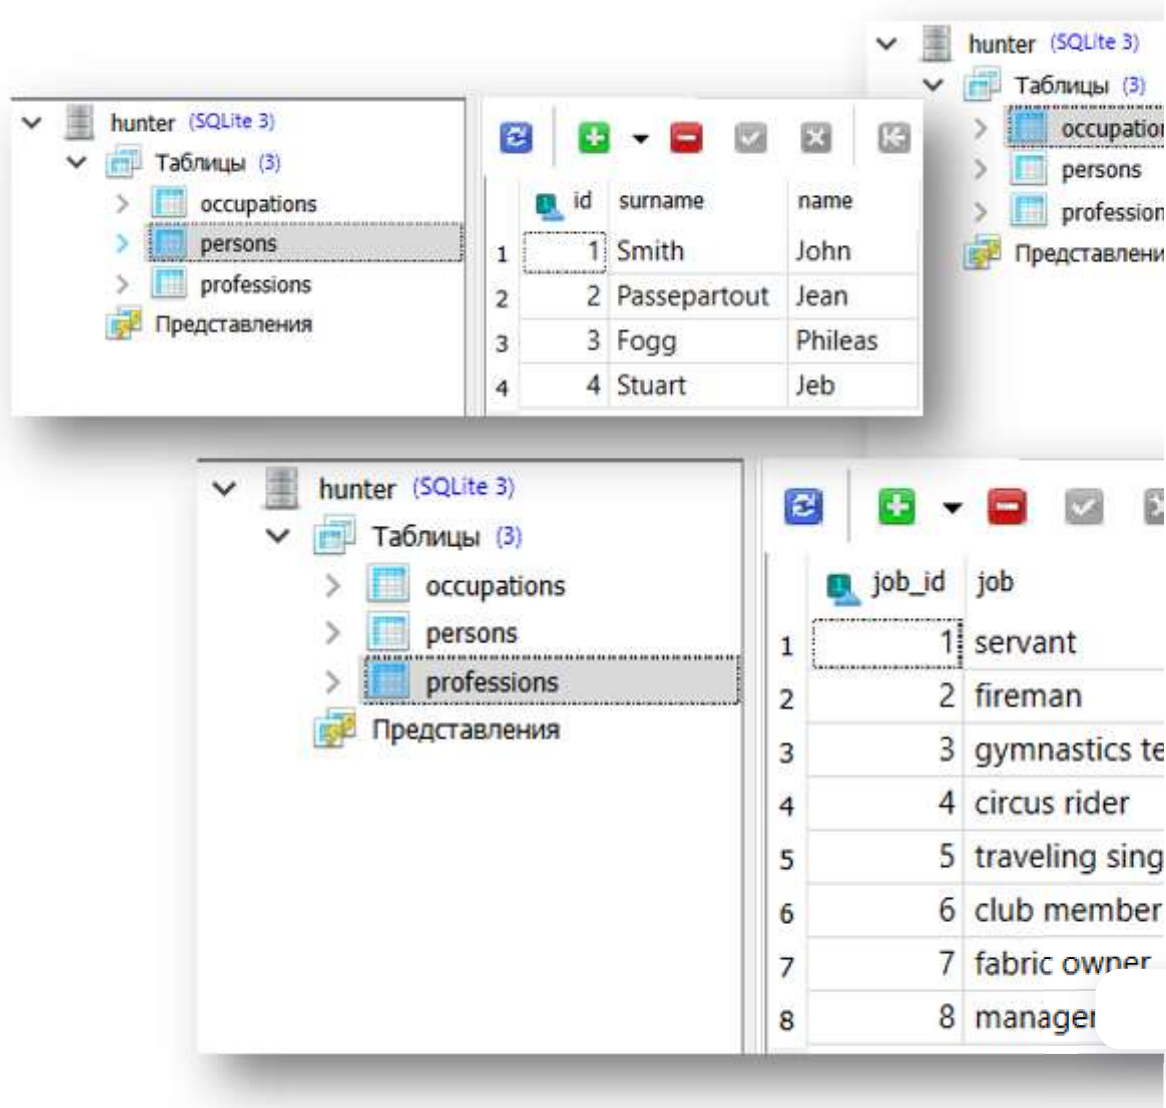 hunter (SQLite 3)
Таблицы (3)
occupations
persons
professions
Представления
id surname name
1 1 Smith John
2 2 Passepartout Jean
3 3 Fogg Phileas
4 4 Stuart Jeb
hunter (SQLite 3)
Таблицы (3)
persons
hunter (SQLite 3)
Таблицы (3)
occupations
persons
professions
Представления
job_id job
1 1 servant
2 2 fireman
3 3 gymnastics
4 4 circus rider
5 5 traveling
6 6 club member
7 7 fabric owner
8 8 manager